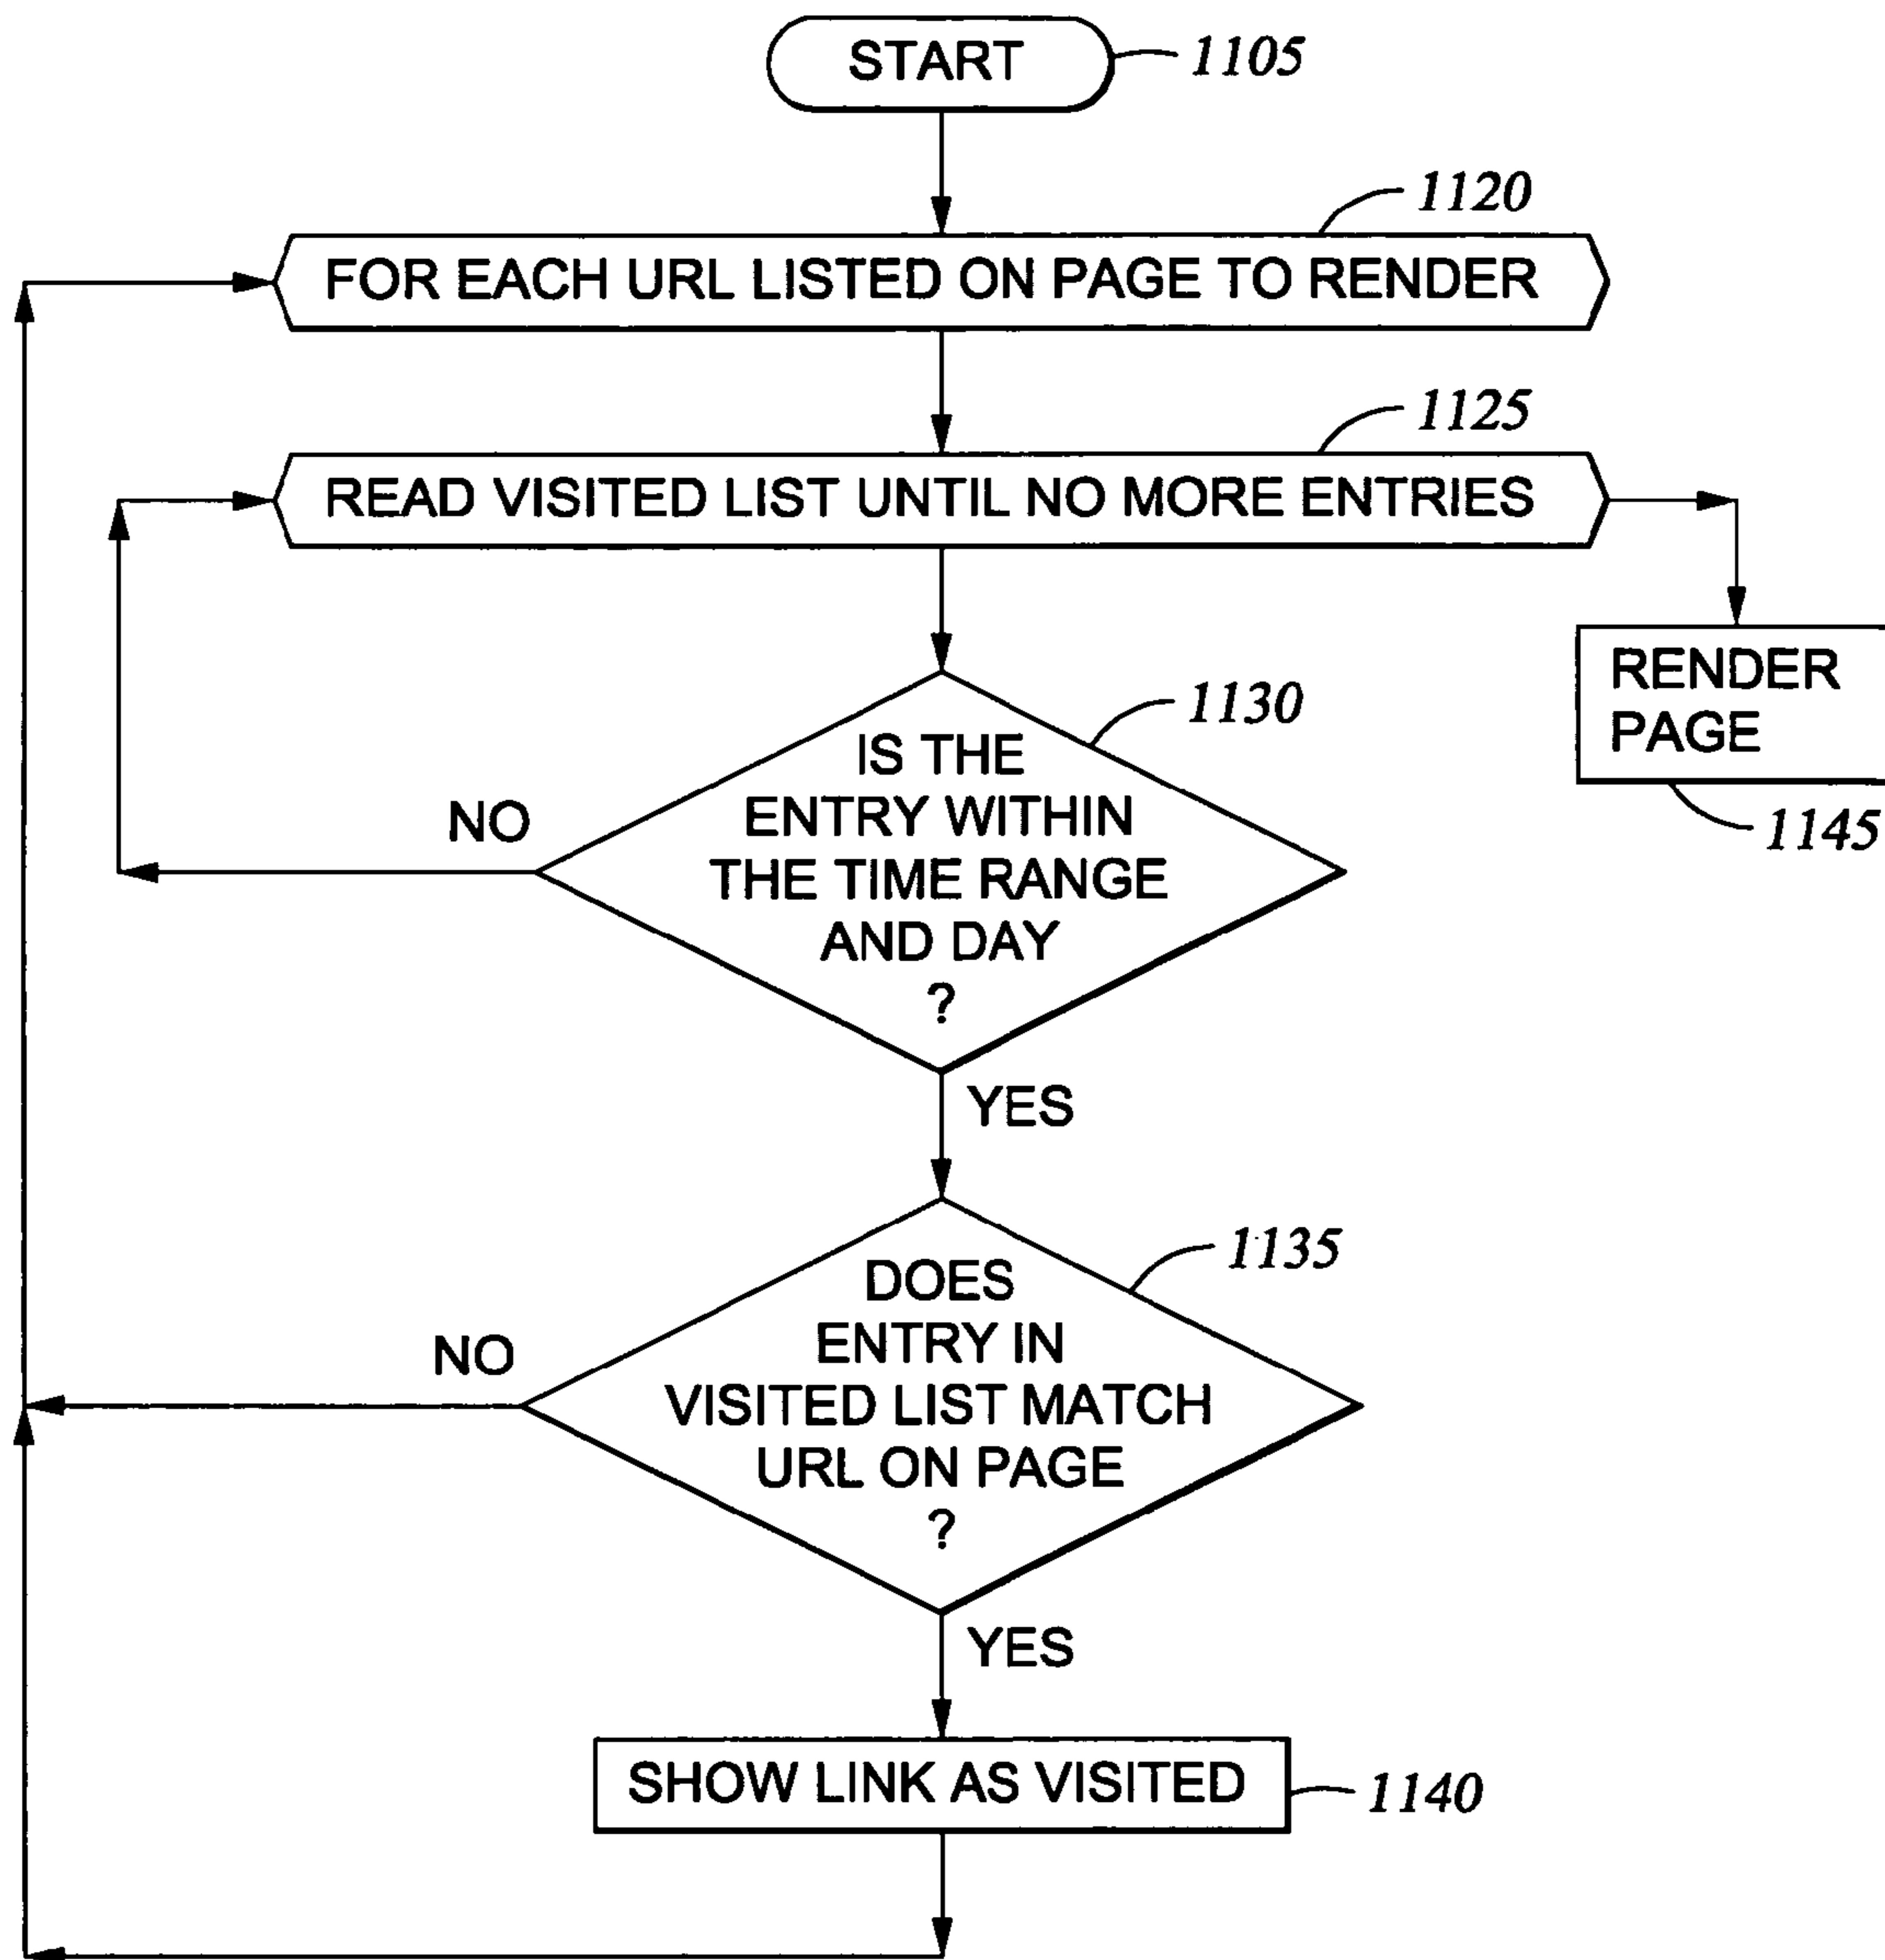 START
1105
1120
FOR EACH URL LISTED ON PAGE TO RENDER
1125
READ VISITED LIST UNTIL NO MORE ENTRIES
RENDER
PAGE
1145
1130
IS THE
ENTRY WITHIN
THE TIME RANGE
AND DAY
?
NO
YES
1135
DOES
ENTRY IN
VISITED LIST MATCH
URL ON PAGE
?
NO
YES
SHOW LINK AS VISITED
1140